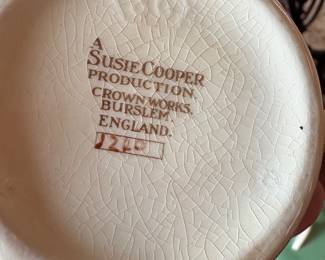 A
SUSIE COOPER
PRODUCTION.
CROWN WORKS.
BURSLEM.
ENGLAND.